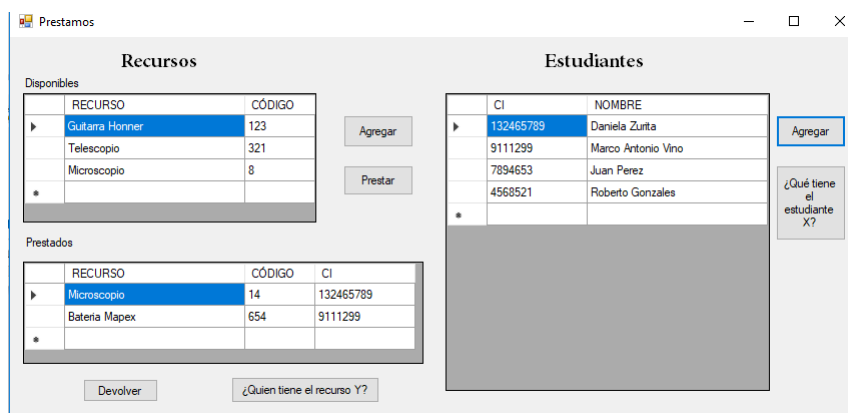 Prestamos
Recursos
Disponibles
RECURSO CÓDIGO
Guitarra Honner 123
Telescopio 321
Microscopio 8
Agregar
Prestar
Prestados
RECURSO CÓDIGO CI
Microscopio 14 132465789
Bateria Mapex 654 9111299
Devolver
¿Quien tiene el recurso Y?
Estudiantes
CI NOMBRE
132465789 Daniela Zurita
9111299 Marco Antonio Vino
7894653 Juan Perez
4568521 Roberto Gonzales
Agregar
¿Qué tiene
el
estudiante
X?